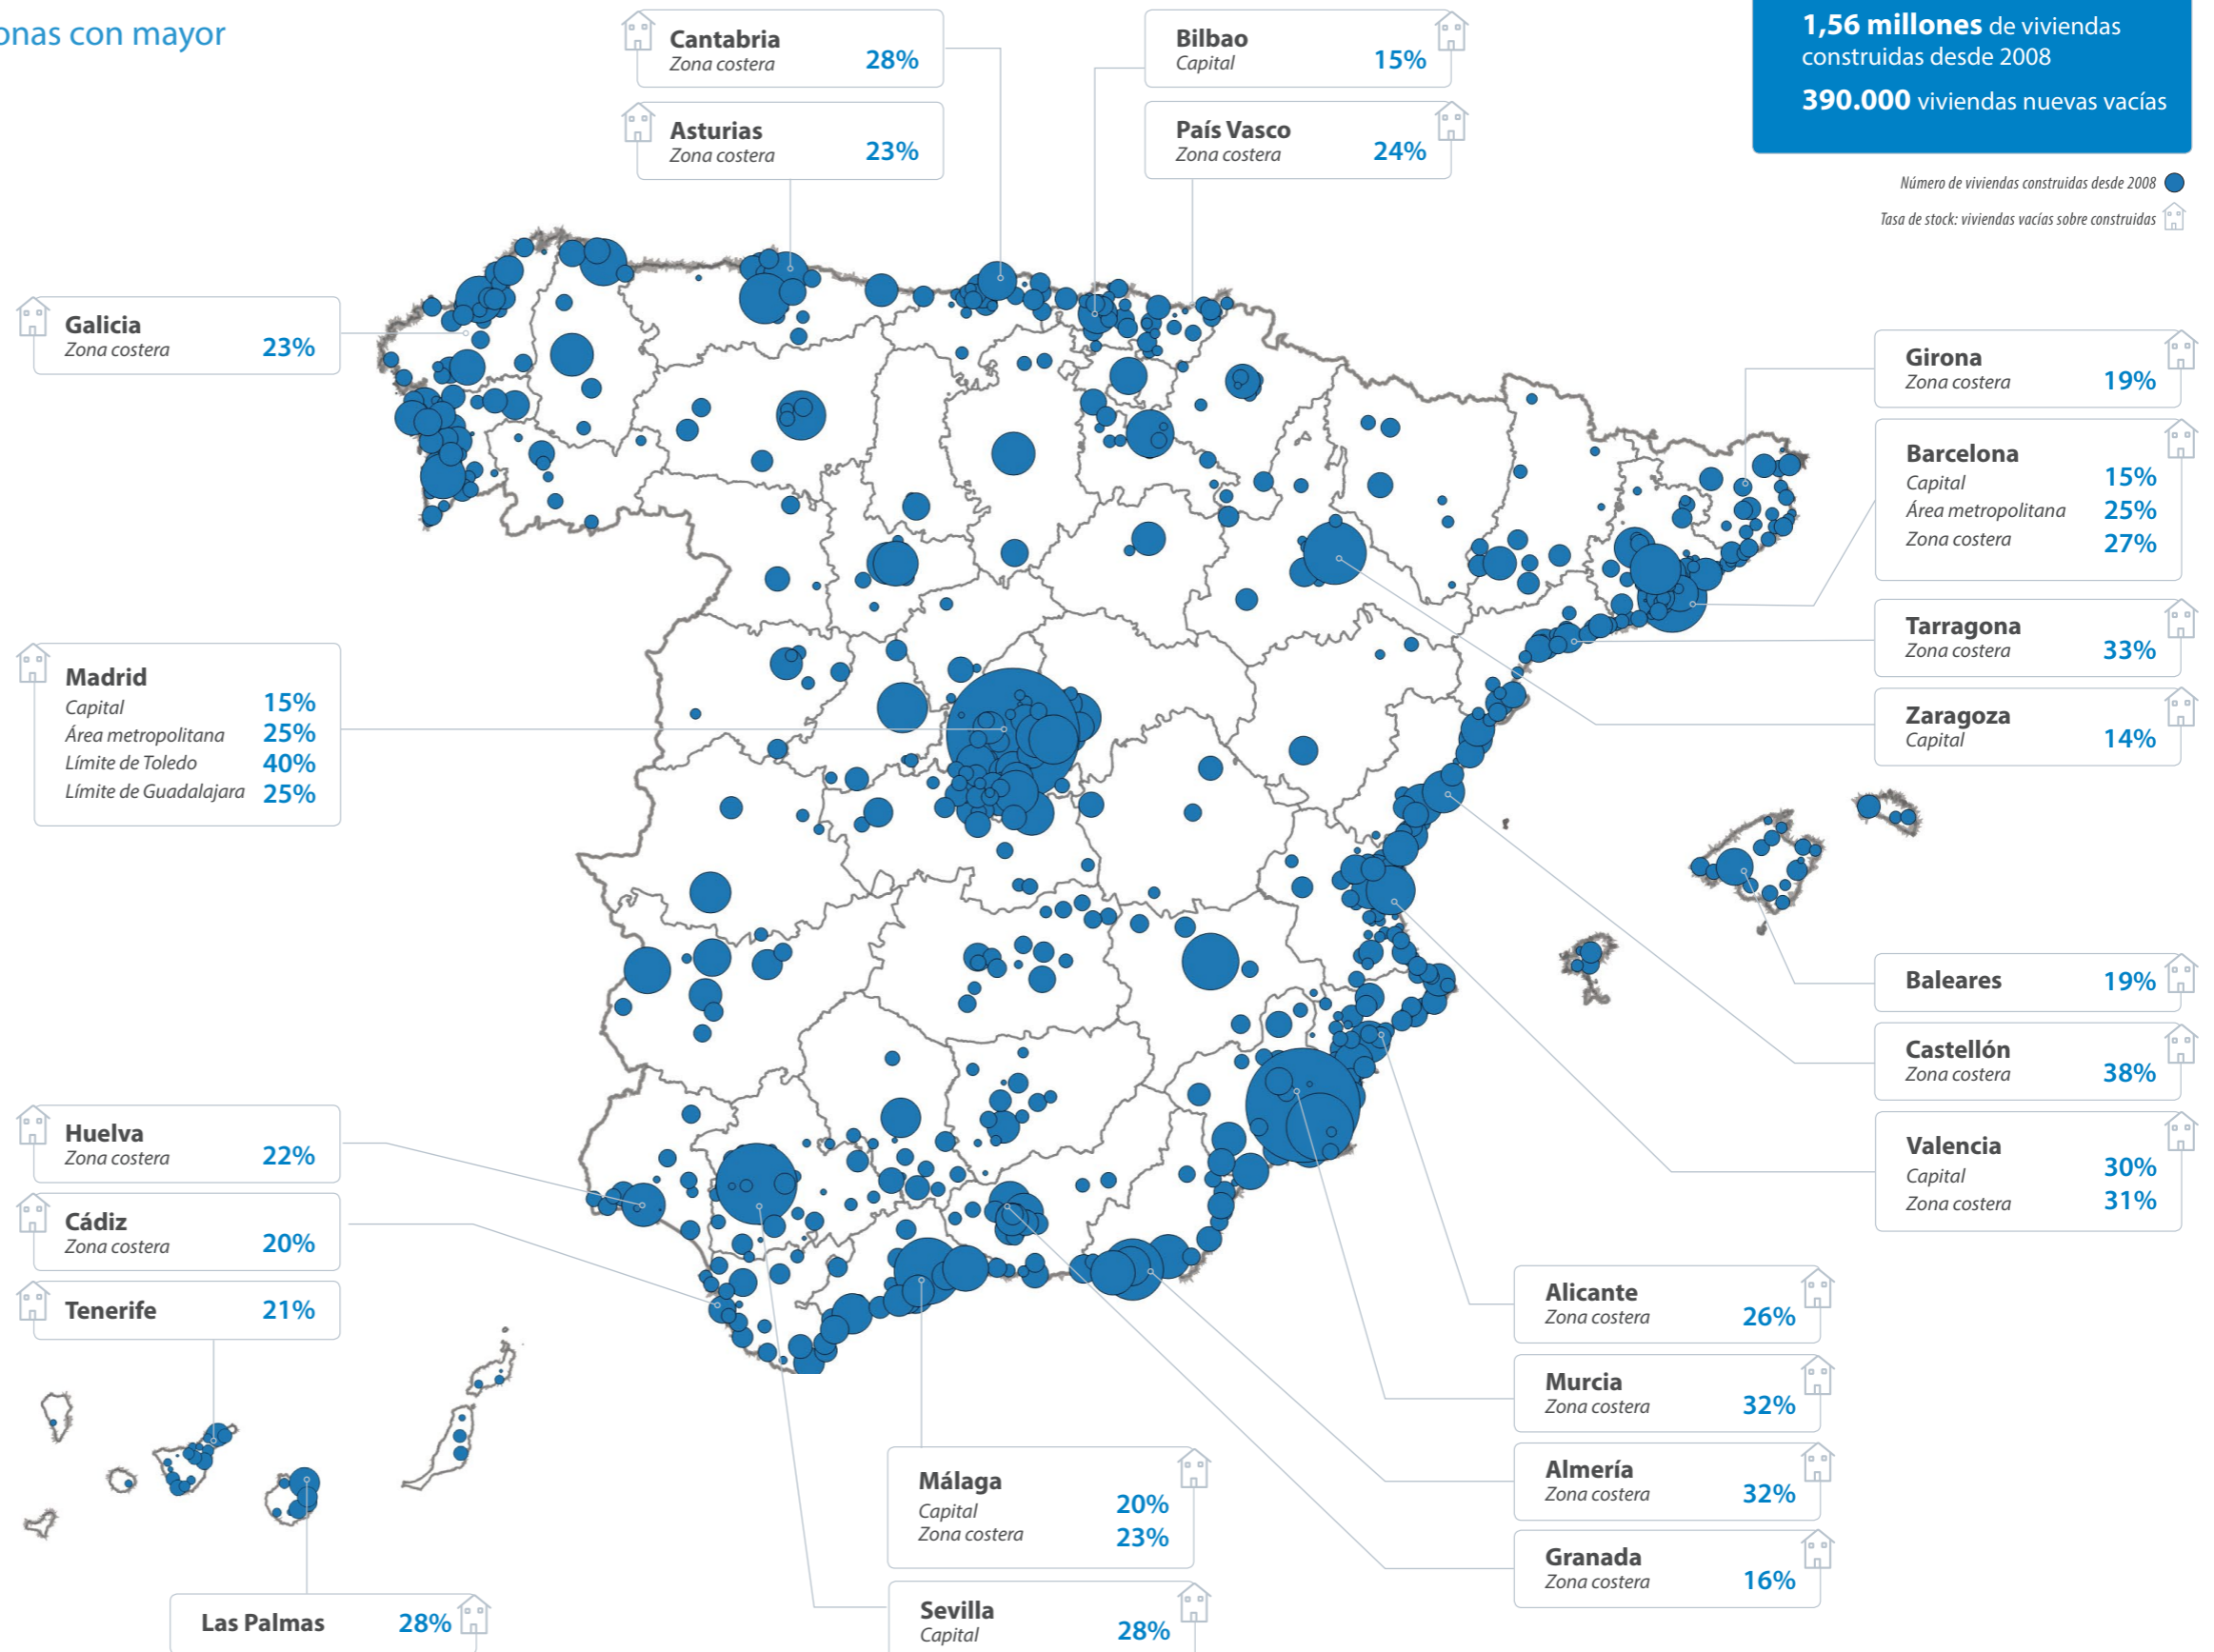 onas con mayor
1,56 millones de viviendas
construidas desde 2008
390.000 viviendas nuevas vacías
Número de viviendas construidas desde 2008
Tasa de stock: viviendas vacías sobre construidas
Cantabria
Zona costera 28%
Asturias
Zona costera 23%
Bilbao
Capital 15%
País Vasco
Zona costera 24%
Galicia
Zona costera 23%
Madrid
Capital 15%
Área metropolitana 25%
Límite de Toledo 40%
Límite de Guadalajara 25%
Huelva
Zona costera 22%
Cádiz
Zona costera 20%
Tenerife 21%
Las Palmas 28%
Girona
Zona costera 19%
Barcelona
Capital 15%
Área metropolitana 25%
Zona costera 27%
Tarragona
Zona costera 33%
Zaragoza
Capital 14%
Baleares 19%
Castellón
Zona costera 38%
Valencia
Capital 30%
Zona costera 31%
Alicante
Zona costera 26%
Murcia
Zona costera 32%
Almería
Zona costera 32%
Granada
Zona costera 16%
Málaga
Capital 20%
Zona costera 23%
Sevilla
Capital 28%